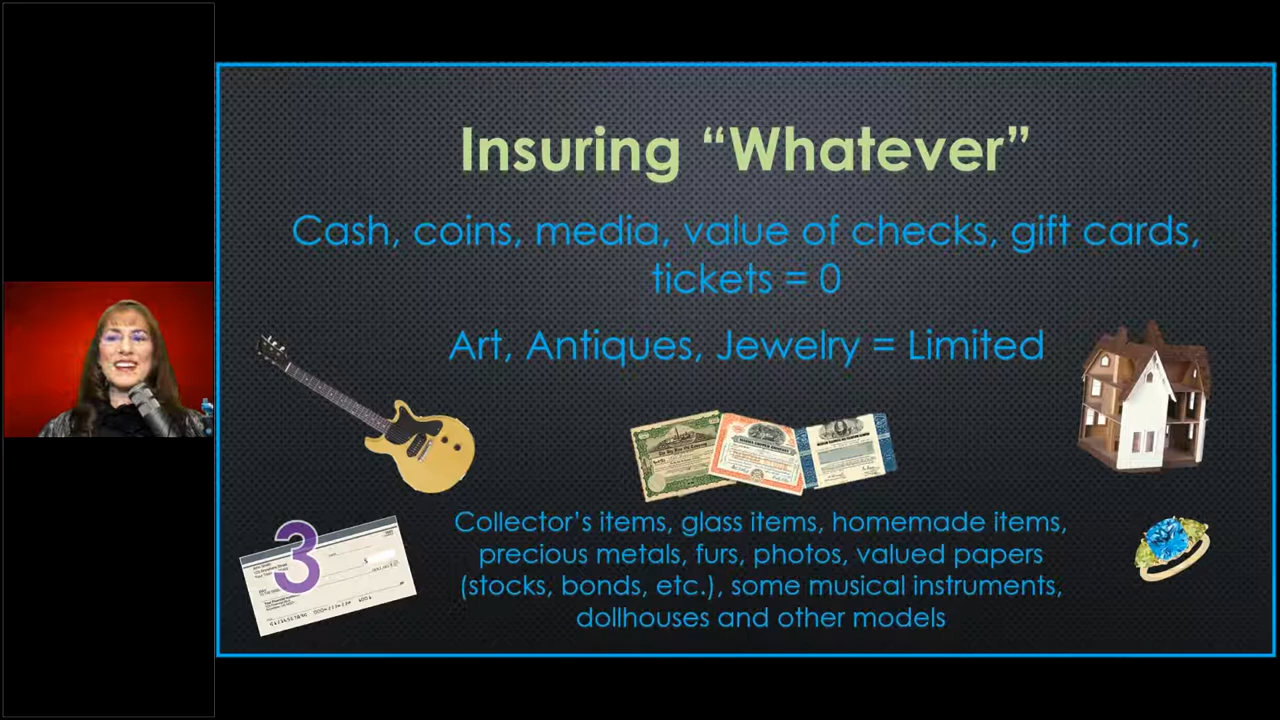 Insuring “Whatever”
Cash, coins, media, value of checks, gift cards,
tickets = 0
Art, Antiques, Jewelry = Limited
Collector’s items, glass items, homemade items,
precious metals, furs, photos, valued papers
(stocks, bonds, etc.), some musical instruments,
dollhouses and other models
3